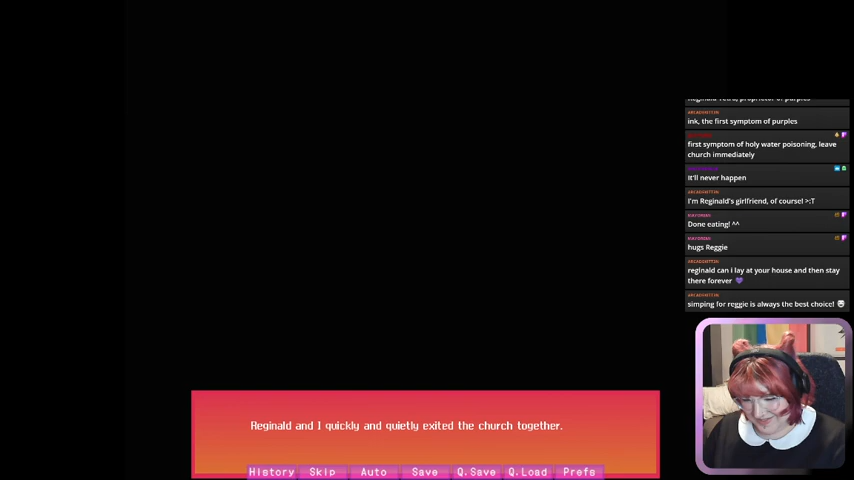 ink, the first symptom of purples
first symptom of holy water poisoning, leave
church immediately
It'll never happen
I'm Reginald's girlfriend, of course! >:T
Done eating! ^^
hugs Reggie
reginald can i lay at your house and then stay
there forever 💜
simping for reggie is always the best choice!
Reginald and I quickly and quietly exited the church together.
History Skip Auto Save Q.Save Q.Load Prefs